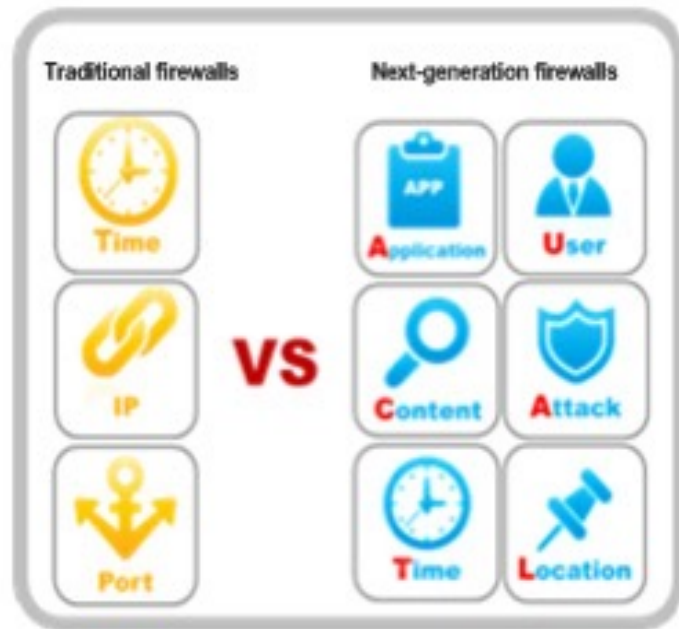 Traditional firewalls
Time
IP
Port
VS
Next-generation firewalls
APP
Application
User
Content
Attack
Time
Location